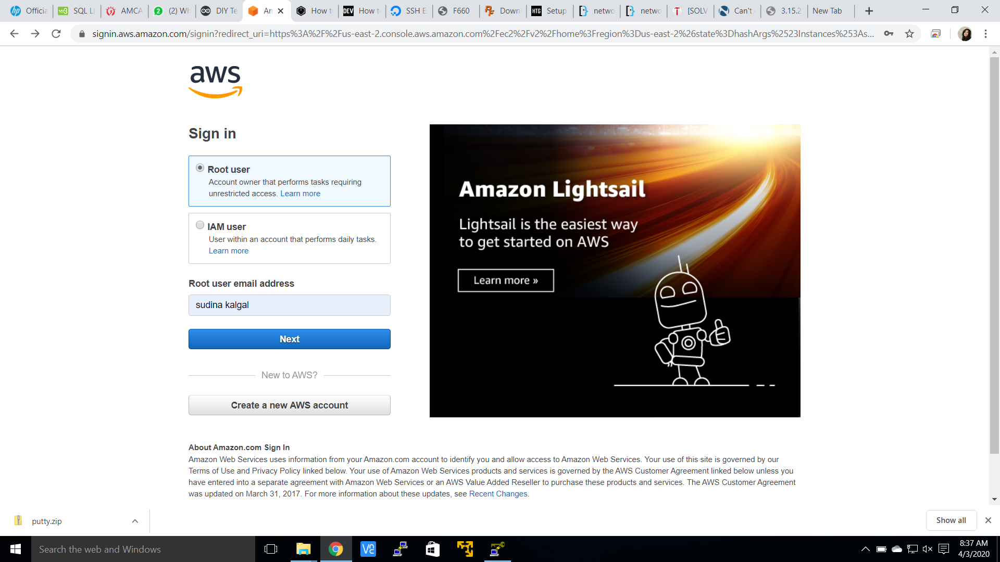 Officia
SQL LI
AMCA
(2) Wh
DIY Te
An
How t
DEV
How t
SSH E
F660
Down
HTG
Setup
netwo
netwo
[SOLV
Can't
3.15.2
New Tab
signin.aws.amazon.com/signin?redirect_uri=https%3A%2F%2Fus-east-2.console.aws.amazon.com%2Fec2%2Fv2%2Fhome%3Fregion%3Dus-east-2%26state%3DhashArgs%2523Instances%253As...
aws
Sign in
Root user
Account owner that performs tasks requiring
unrestricted access. Learn more
IAM user
User within an account that performs daily tasks.
Learn more
Root user email address
sudina kalgal
Next
New to AWS?
Create a new AWS account
Amazon Lightsail
Lightsail is the easiest way
to get started on AWS
Learn more »
About Amazon.com Sign In
Amazon Web Services uses information from your Amazon.com account to identify you and allow access to Amazon Web Services. Your use of this site is governed by our
Terms of Use and Privacy Policy linked below. Your use of Amazon Web Services products and services is governed by the AWS Customer Agreement linked below unless you
have entered into a separate agreement with Amazon Web Services or an AWS Value Added Reseller to purchase these products and services. The AWS Customer Agreement
was updated on March 31, 2017. For more information about these updates, see Recent Changes.
putty.zip
Show all
Search the web and Windows
8:37 AM
4/3/2020